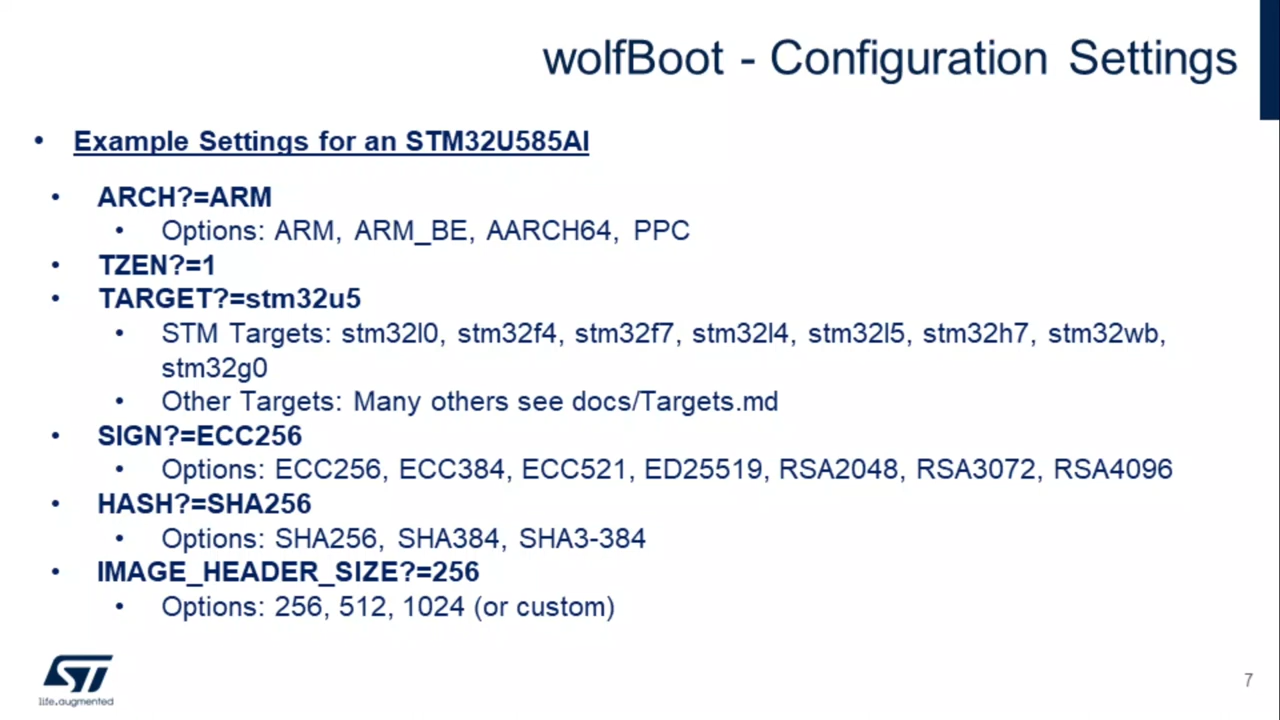 wolfBoot - Configuration Settings
• Example Settings for an STM32U585AI
• ARCH?=ARM
• Options: ARM, ARM_BE, AARCH64, PPC
• TZEN?=1
• TARGET?=stm32u5
• STM Targets: stm32l0, stm32f4, stm32f7, stm32l4, stm32l5, stm32h7, stm32wb,
stm32g0
• Other Targets: Many others see docs/Targets.md
• SIGN?=ECC256
• Options: ECC256, ECC384, ECC521, ED25519, RSA2048, RSA3072, RSA4096
• HASH?=SHA256
• Options: SHA256, SHA384, SHA3-384
• IMAGE_HEADER_SIZE?=256
• Options: 256, 512, 1024 (or custom)
ST
life.augmented
7